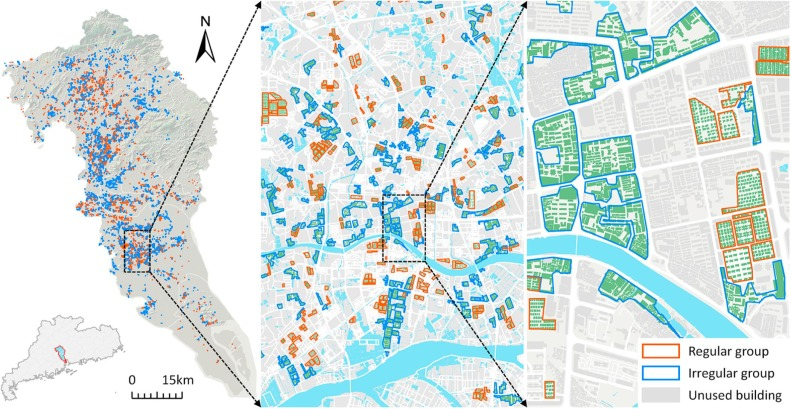 N
0 15km
Regular group
Irregular group
Unused building